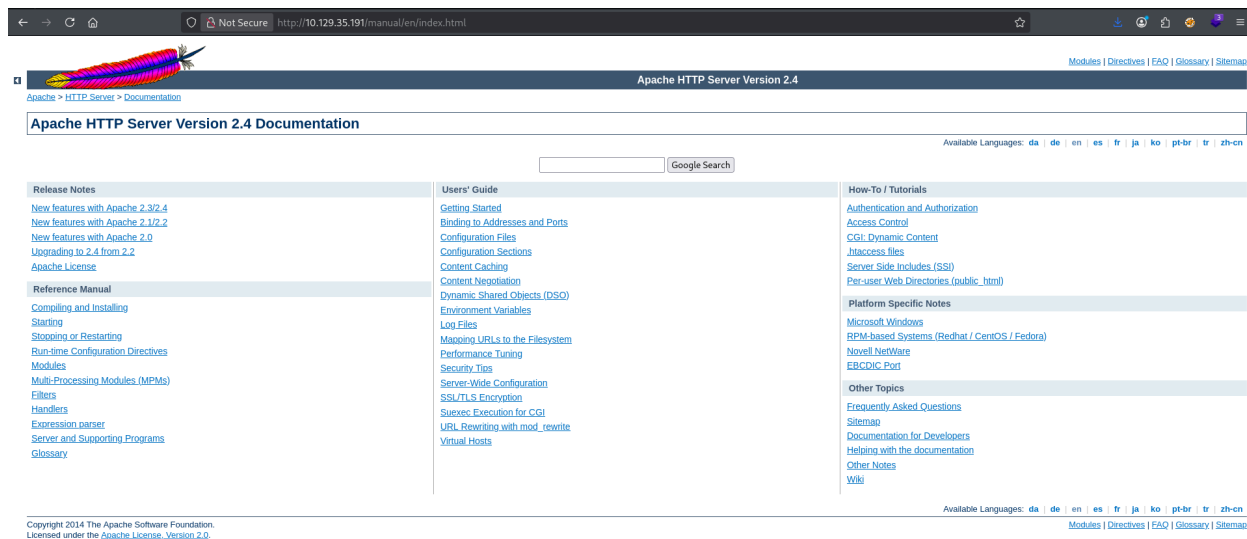 Not Secure http://10.129.35.191/manual/en/index.html
3
Modules | Directives | FAQ | Glossary | Sitemap
Apache HTTP Server Version 2.4
Apache > HTTP Server > Documentation
Apache HTTP Server Version 2.4 Documentation
Available Languages: da | de | en | es | fr | ja | ko | pt-br | tr | zh-cn
Google Search
Release Notes
New features with Apache 2.3/2.4
New features with Apache 2.1/2.2
New features with Apache 2.0
Upgrading to 2.4 from 2.2
Apache License
Reference Manual
Compiling and Installing
Starting
Stopping or Restarting
Run-time Configuration Directives
Modules
Multi-Processing Modules (MPMs)
Filters
Handlers
Expression parser
Server and Supporting Programs
Glossary
Users' Guide
Getting Started
Binding to Addresses and Ports
Configuration Files
Configuration Sections
Content Caching
Content Negotiation
Dynamic Shared Objects (DSO)
Environment Variables
Log Files
Mapping URLs to the Filesystem
Performance Tuning
Security Tips
Server-Wide Configuration
SSL/TLS Encryption
Suexec Execution for CGI
URL Rewriting with mod_rewrite
Virtual Hosts
How-To / Tutorials
Authentication and Authorization
Access Control
CGI: Dynamic Content
.htaccess files
Server Side Includes (SSI)
Per-user Web Directories (public_html)
Platform Specific Notes
Microsoft Windows
RPM-based Systems (Redhat / CentOS / Fedora)
Novell NetWare
EBCDIC Port
Other Topics
Frequently Asked Questions
Sitemap
Documentation for Developers
Helping with the documentation
Other Notes
Wiki
Available Languages: da | de | en | es | fr | ja | ko | pt-br | tr | zh-cn
Copyright 2014 The Apache Software Foundation.
Licensed under the Apache License, Version 2.0.
Modules | Directives | FAQ | Glossary | Sitemap